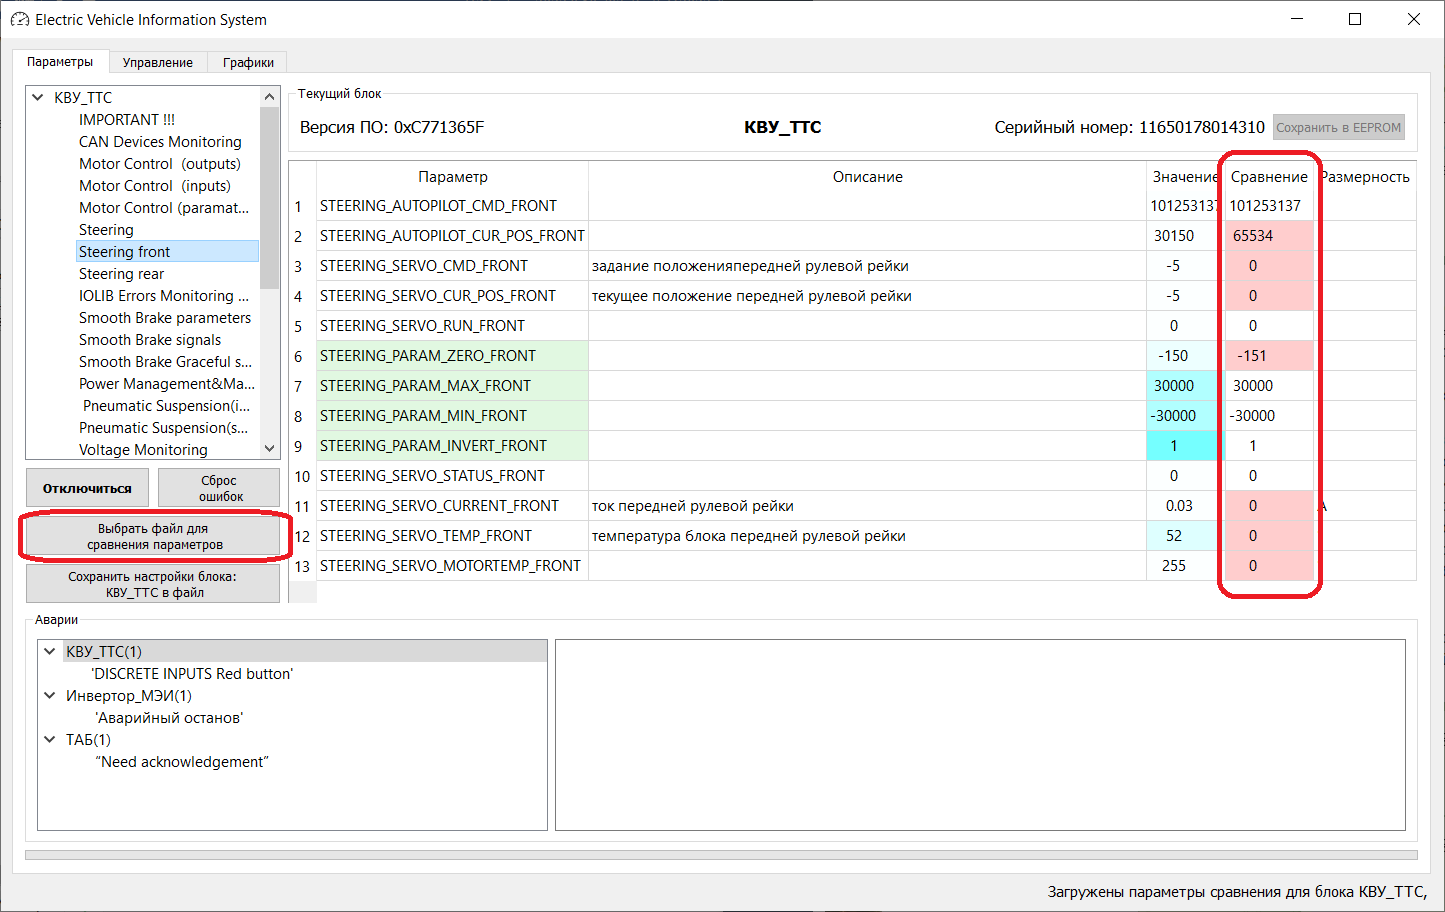 Electric Vehicle Information System
Параметры Управление Графики
КВУ_ТТС
IMPORTANT !!!
CAN Devices Monitoring
Motor Control  (outputs)
Motor Control  (inputs)
Motor Control (paramat...
Steering
Steering front
Steering rear
IOLIB Errors Monitoring ...
Smooth Brake parameters
Smooth Brake signals
Smooth Brake Graceful s...
Power Management&Ma...
Pneumatic Suspension(i...
Pneumatic Suspension(s...
Voltage Monitoring
Отключиться
Сброс
ошибок
Выбрать файл для
сравнения параметров
Сохранить настройки блока:
КВУ_ТТС в файл
Текущий блок
Версия ПО: 0xC771365F КВУ_ТТС Серийный номер: 11650178014310 Сохранить в EEPROM
Параметр Описание Значение Сравнение Размерность
1 STEERING_AUTOPILOT_CMD_FRONT 101253137 101253137
2 STEERING_AUTOPILOT_CUR_POS_FRONT 30150 65534
3 STEERING_SERVO_CMD_FRONT задание положенияпередней рулевой рейки -5 0
4 STEERING_SERVO_CUR_POS_FRONT текущее положение передней рулевой рейки -5 0
5 STEERING_SERVO_RUN_FRONT 0 0
6 STEERING_PARAM_ZERO_FRONT -150 -151
7 STEERING_PARAM_MAX_FRONT 30000 30000
8 STEERING_PARAM_MIN_FRONT -30000 -30000
9 STEERING_PARAM_INVERT_FRONT 1 1
10 STEERING_SERVO_STATUS_FRONT 0 0
11 STEERING_SERVO_CURRENT_FRONT ток передней рулевой рейки 0.03 0 А
12 STEERING_SERVO_TEMP_FRONT температура блока передней рулевой рейки 52 0
13 STEERING_SERVO_MOTORTEMP_FRONT 255 0
Аварии
КВУ_ТТС(1)
'DISCRETE INPUTS Red button'
Инвертор_МЭИ(1)
'Аварийный останов'
ТАБ(1)
"Need acknowledgement"
Загружены параметры сравнения для блока КВУ_ТТС,